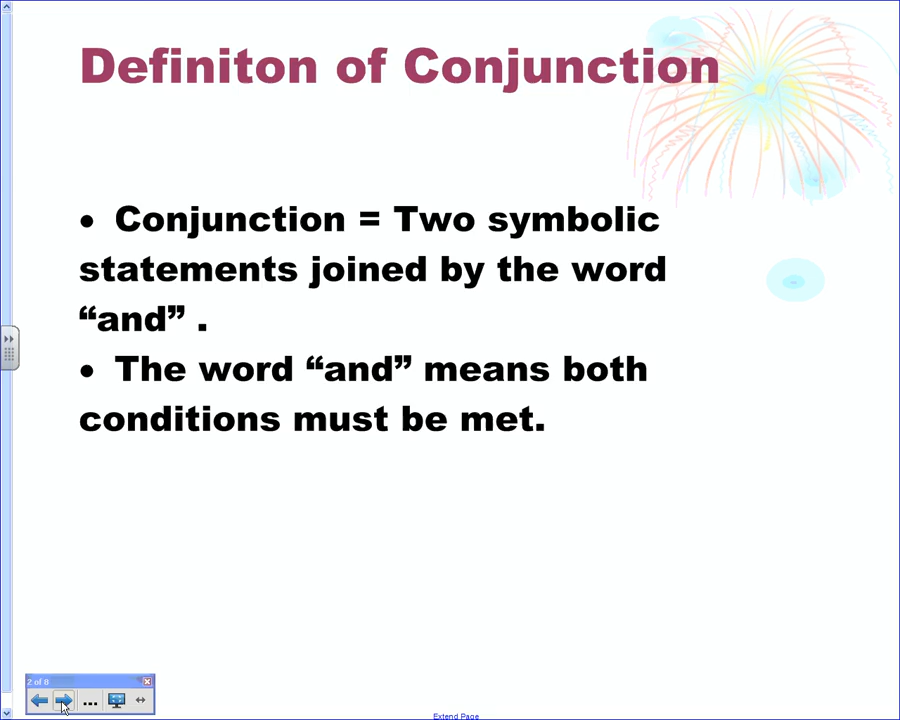 Definiton of Conjunction
• Conjunction = Two symbolic
statements joined by the word
“and” .
• The word “and” means both
conditions must be met.
2 of 8
...
Extend Page